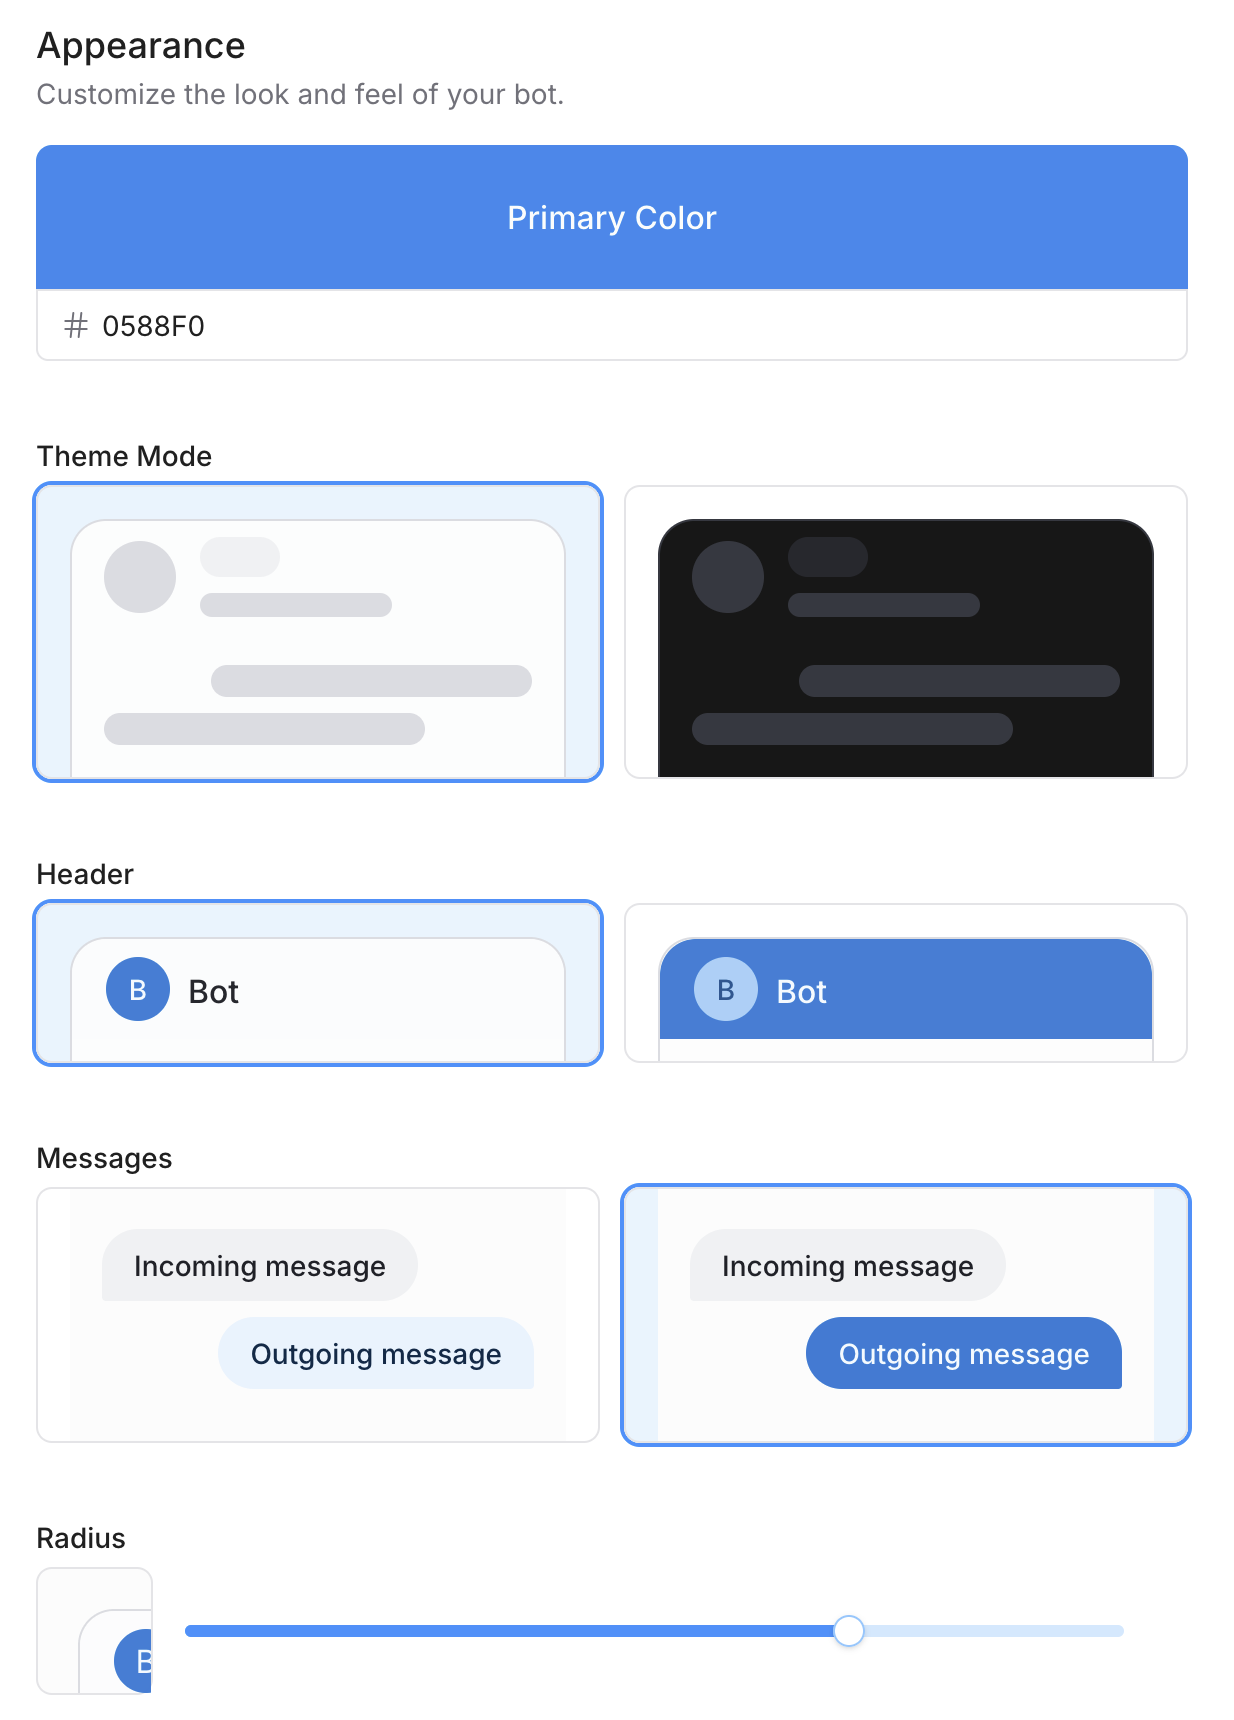 Appearance
Customize the look and feel of your bot.
Primary Color
# 0588F0
Theme Mode
Header
B Bot
B Bot
Messages
Incoming message
Outgoing message
Incoming message
Outgoing message
Radius
B